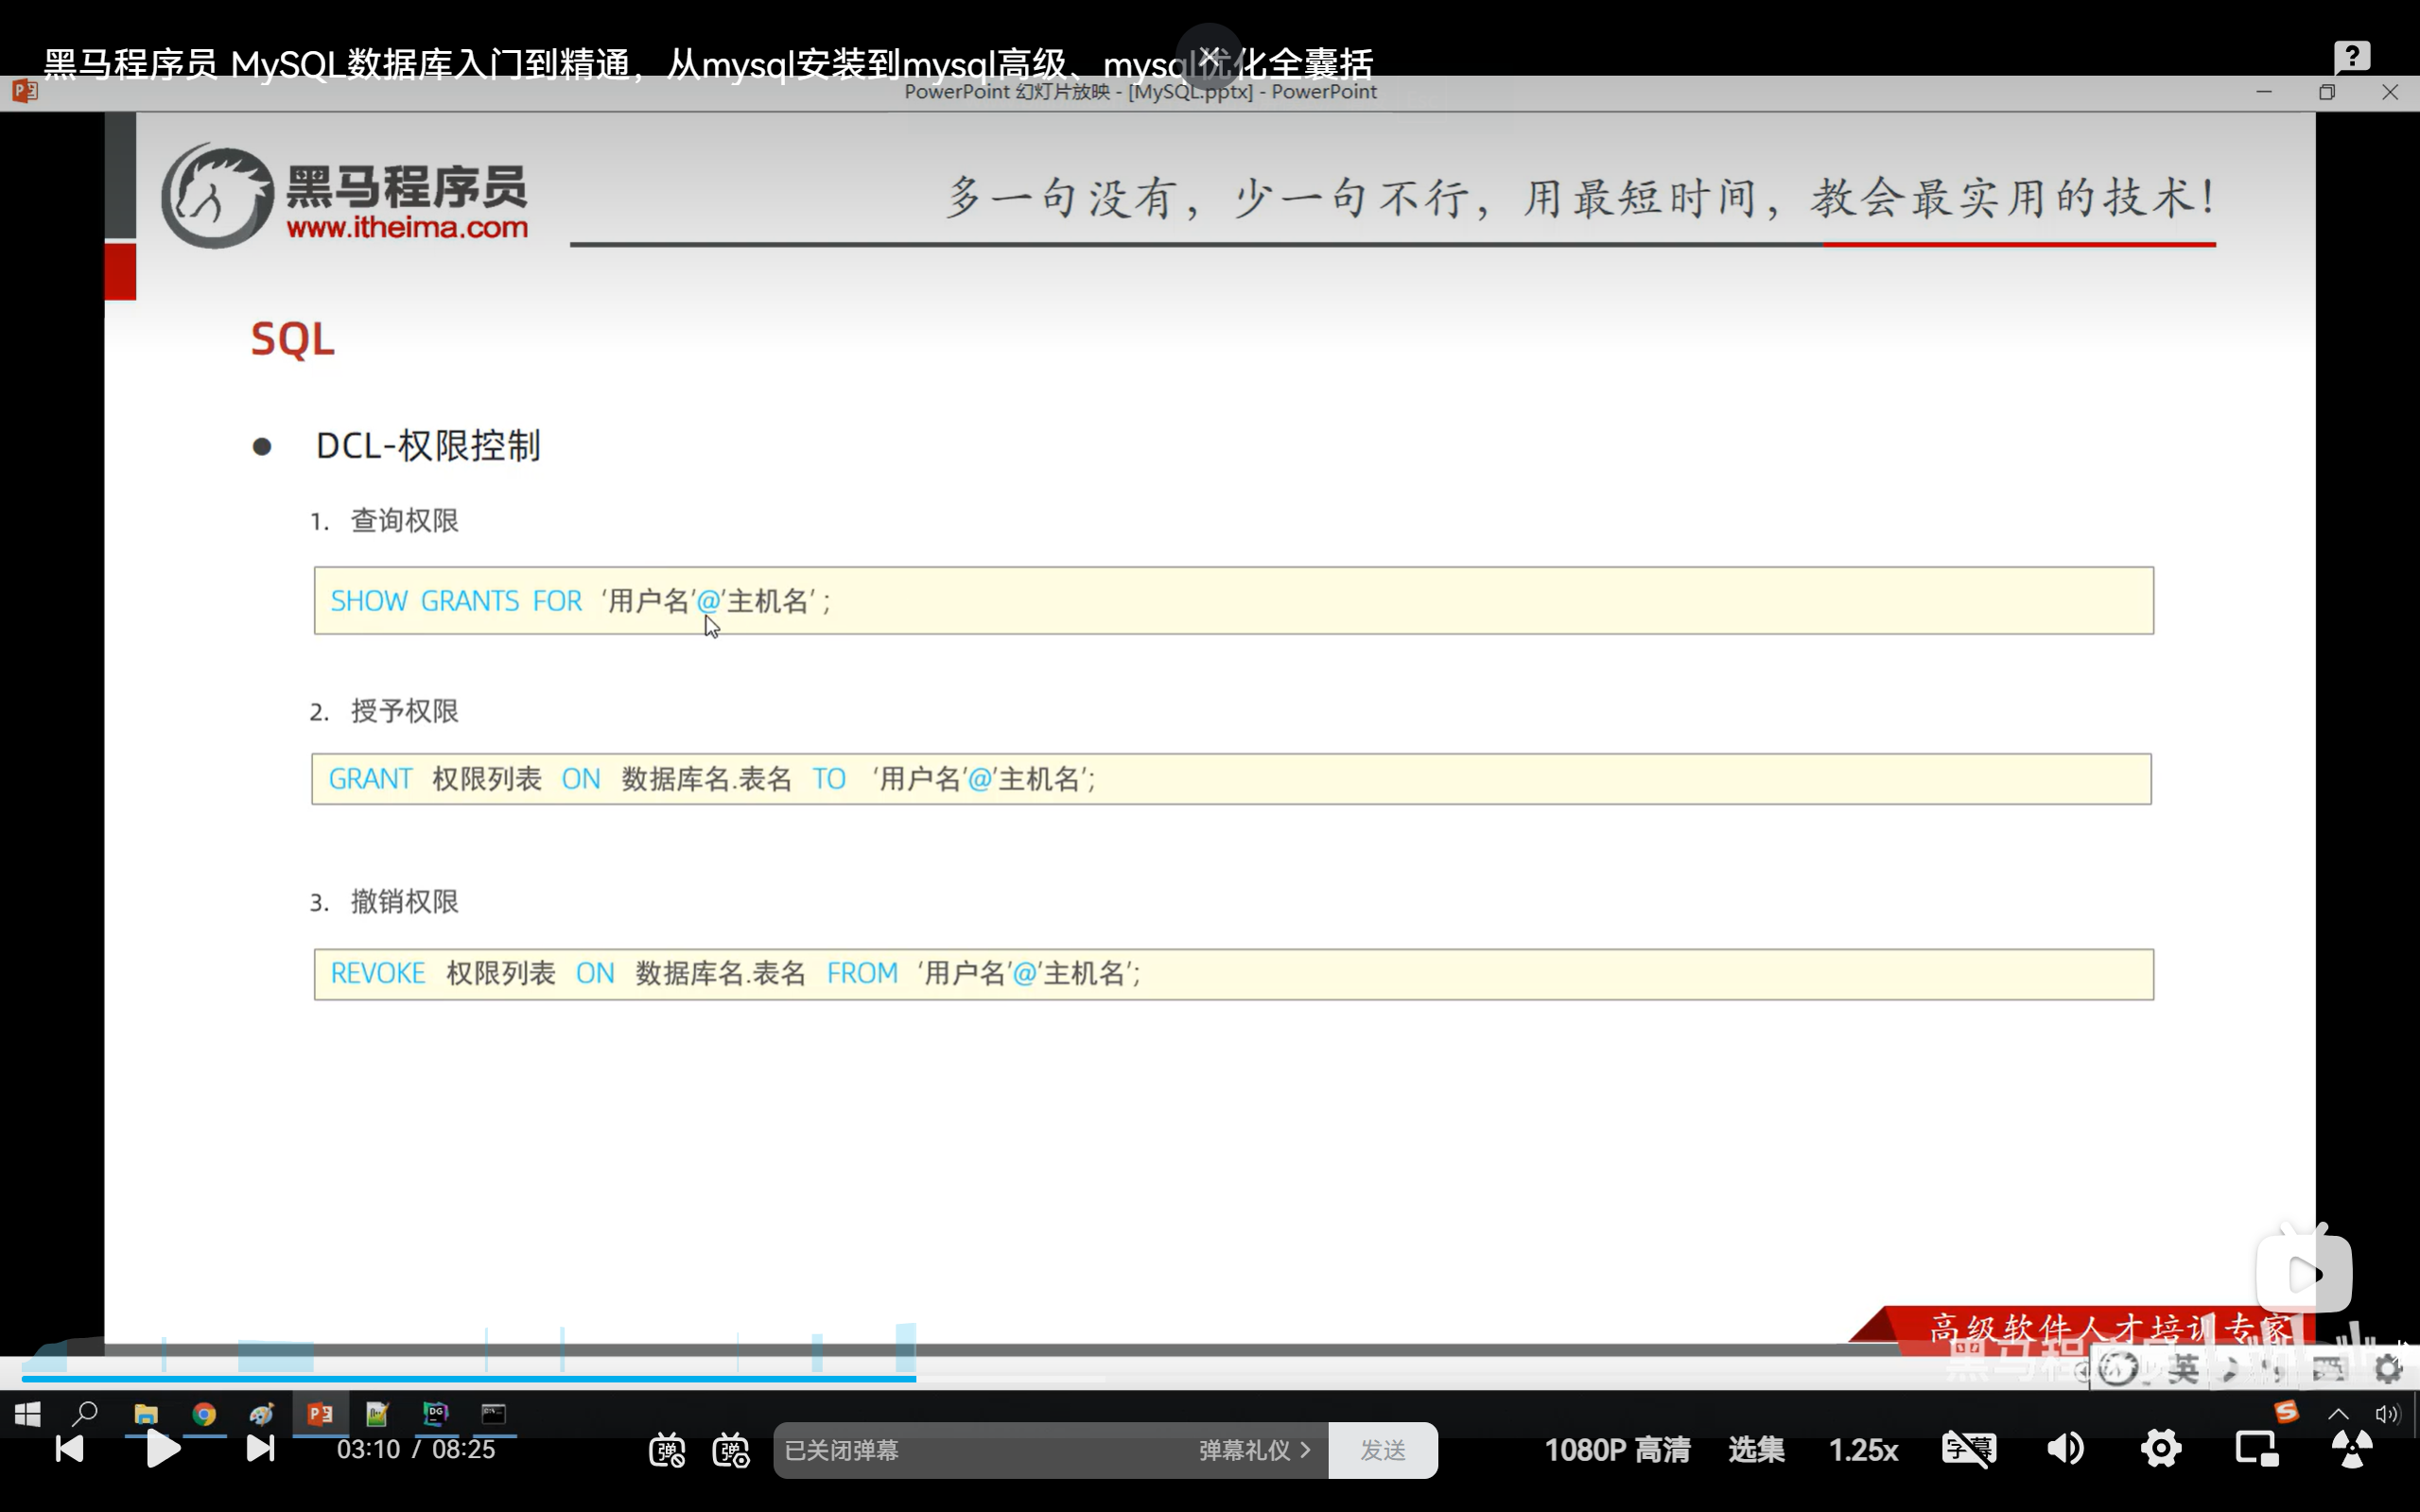 黑马程序员 MySQL数据库入门到精通，从mysql安装到mysql高级、mysql优化全囊括
PowerPoint 幻灯片放映 - [MySQL.pptx] - PowerPoint
黑马程序员
www.itheima.com
多一句没有，少一句不行，用最短时间，教会最实用的技术！
SQL
● DCL-权限控制
1. 查询权限
SHOW GRANTS FOR '用户名'@'主机名' ;
2. 授予权限
GRANT 权限列表 ON 数据库名.表名 TO '用户名'@'主机名';
3. 撤销权限
REVOKE 权限列表 ON 数据库名.表名 FROM '用户名'@'主机名';
高级软件人才培训专家
英
03:10 / 08:25
已关闭弹幕
弹幕礼仪 >
发送
1080P 高清
选集
1.25x
字幕